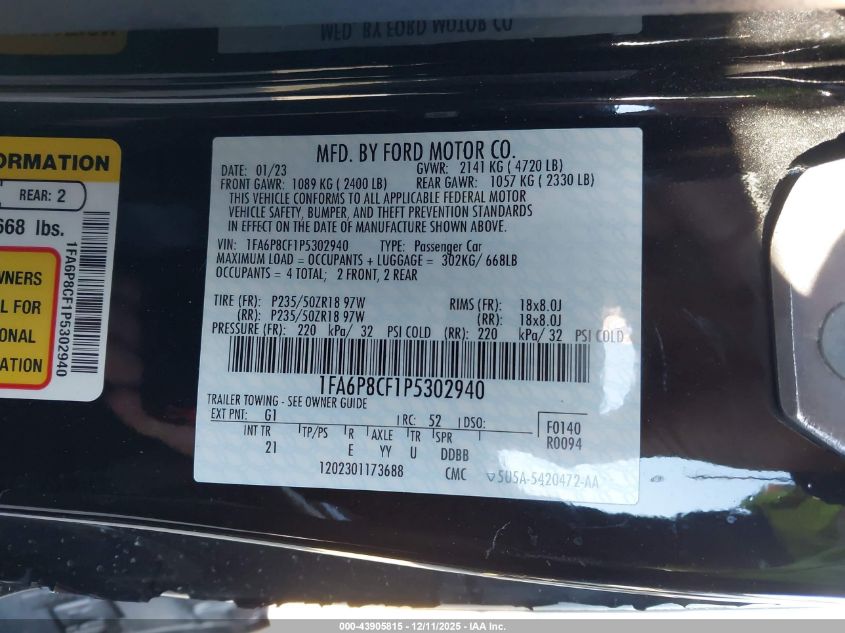 MFD. BY FORD MOTOR CO
ORMATION
REAR: 2
668 lbs.
WNERS
L FOR
ONAL
ATION
1FA6P8CF1P5302940
MFD. BY FORD MOTOR CO.
DATE: 01/23 GVWR: 2141 KG ( 4720 LB)
FRONT GAWR: 1089 KG ( 2400 LB) REAR GAWR: 1057 KG ( 2330 LB)
THIS VEHICLE CONFORMS TO ALL APPLICABLE FEDERAL MOTOR
VEHICLE SAFETY, BUMPER, AND THEFT PREVENTION STANDARDS
IN EFFECT ON THE DATE OF MANUFACTURE SHOWN ABOVE.
VIN: 1FA6P8CF1P5302940 TYPE: Passenger Car
MAXIMUM LOAD = OCCUPANTS + LUGGAGE = 302KG/ 668LB
OCCUPANTS = 4 TOTAL; 2 FRONT, 2 REAR
TIRE (FR): P235/50ZR18 97W RIMS (FR): 18x8.0J
(RR): P235/50ZR18 97W (RR): 18x8.0J
PRESSURE (FR): 220 kPa/ 32 PSI COLD (RR): 220 kPa/ 32 PSI COLD
1FA6P8CF1P5302940
TRAILER TOWING - SEE OWNER GUIDE
EXT PNT: G1 RC: 52 DSO: F0140
R0094
INT TR TP/PS R AXLE TR SPR
21 E YY U DDBB
1202301173688 CMC 5U5A-5420472-AA
000-43905815 - 12/11/2025 - IAA Inc.